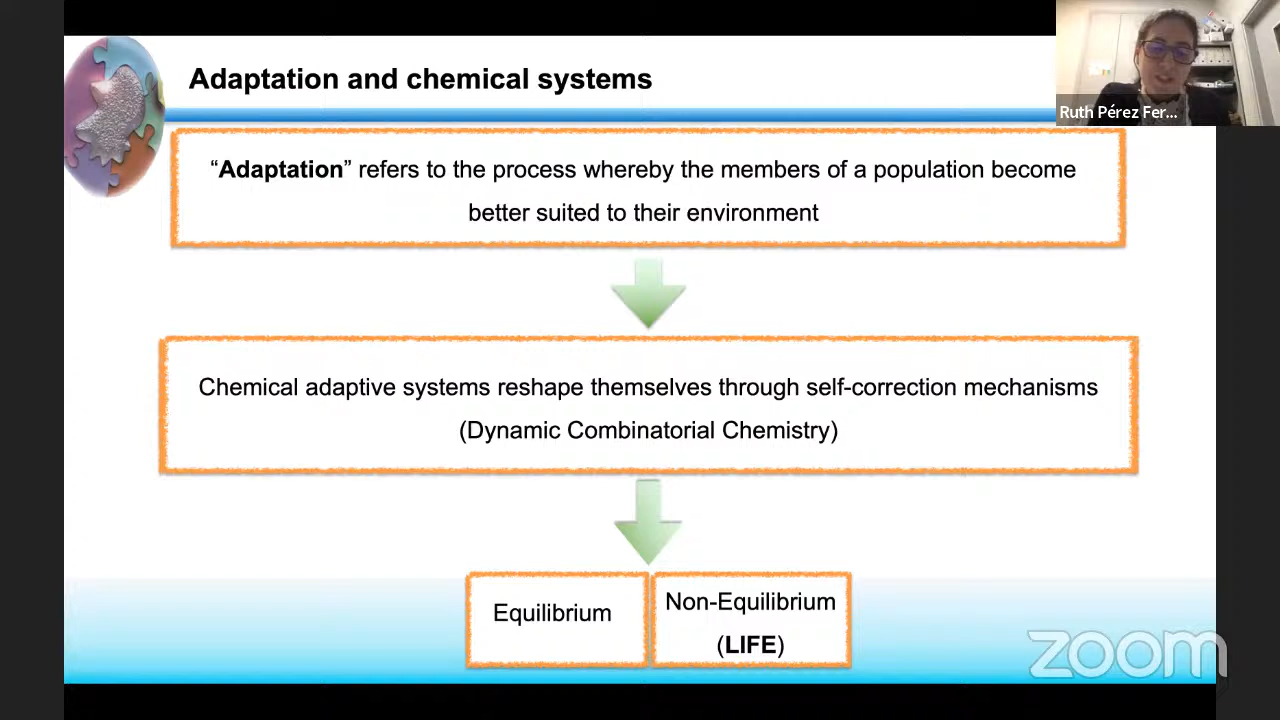 Adaptation and chemical systems
Ruth Pérez Fer...
“Adaptation” refers to the process whereby the members of a population become
better suited to their environment
Chemical adaptive systems reshape themselves through self-correction mechanisms
(Dynamic Combinatorial Chemistry)
Equilibrium
Non-Equilibrium
(LIFE)
zoom